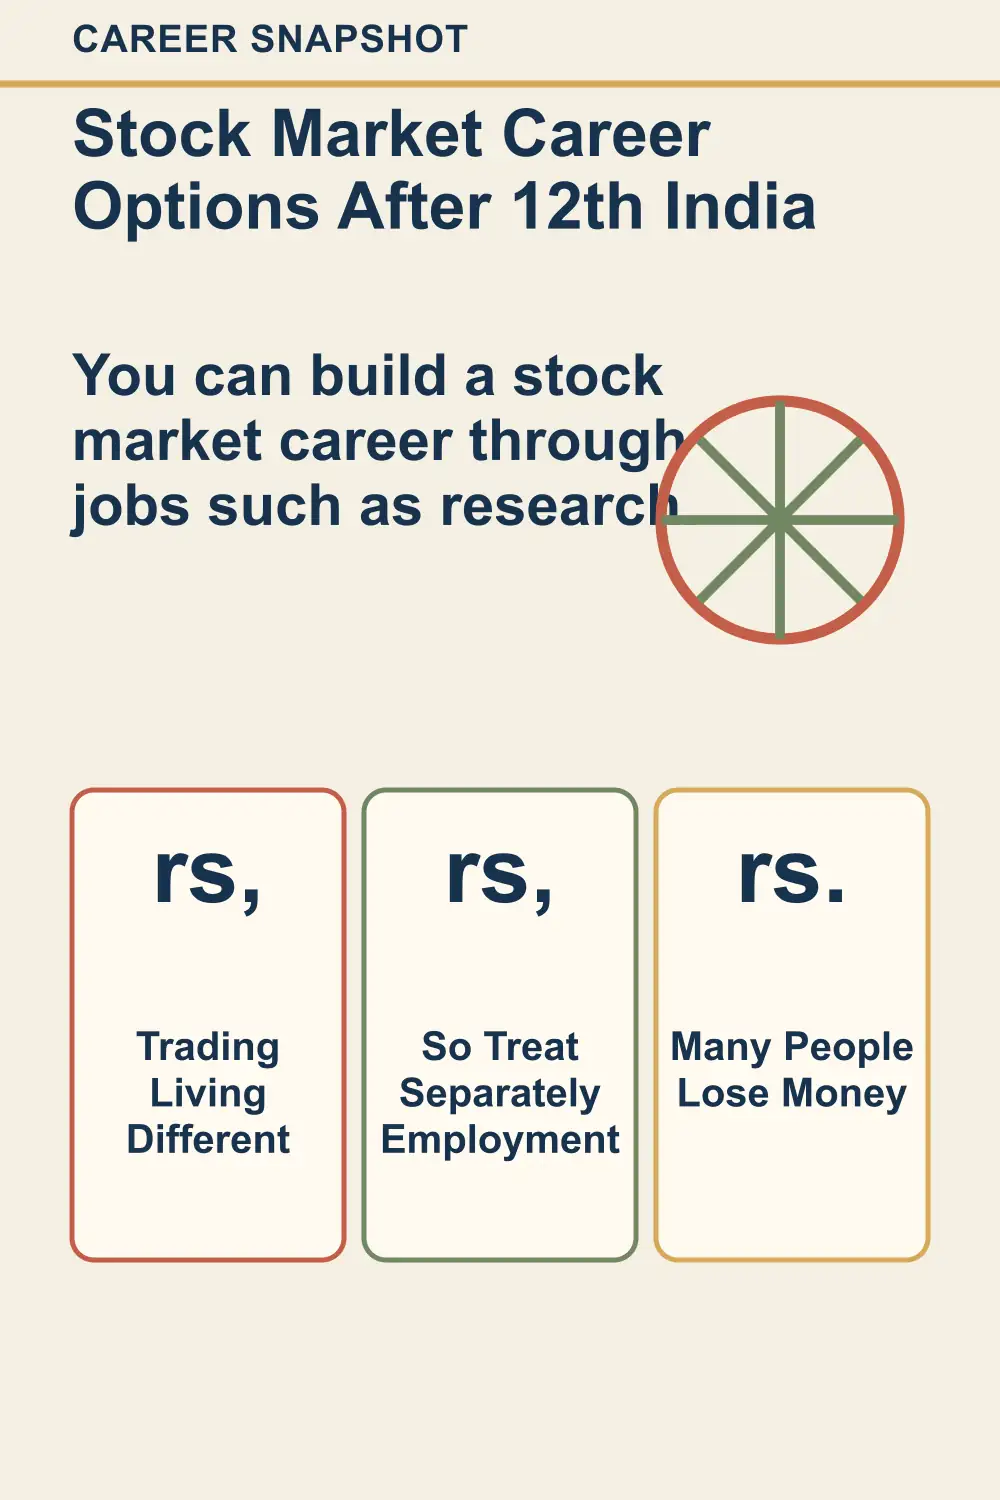 CAREER SNAPSHOT
Stock Market Career
Options After 12th India
You can build a stock
market career through
jobs such as research
rs,
Trading
Living
Different
rs,
So Treat
Separately
Employment
rs.
Many People
Lose Money